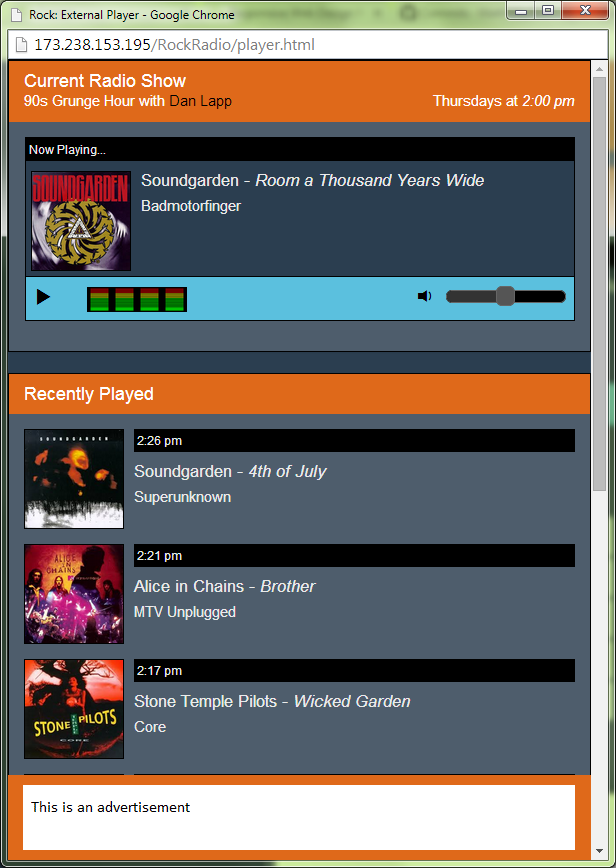 Rock: External Player - Google Chrome
173.238.153.195/RockRadio/player.html
Current Radio Show
90s Grunge Hour with Dan Lapp Thursdays at 2:00 pm
Now Playing...
SOUNDGARDEN
Soundgarden - Room a Thousand Years Wide
Badmotorfinger
Recently Played
SOUNDGARDEN
2:26 pm
Soundgarden - 4th of July
Superunknown
ALICE IN CHAINS
2:21 pm
Alice in Chains - Brother
MTV Unplugged
STONE TEMPLE PILOTS
CORE
2:17 pm
Stone Temple Pilots - Wicked Garden
Core
This is an advertisement